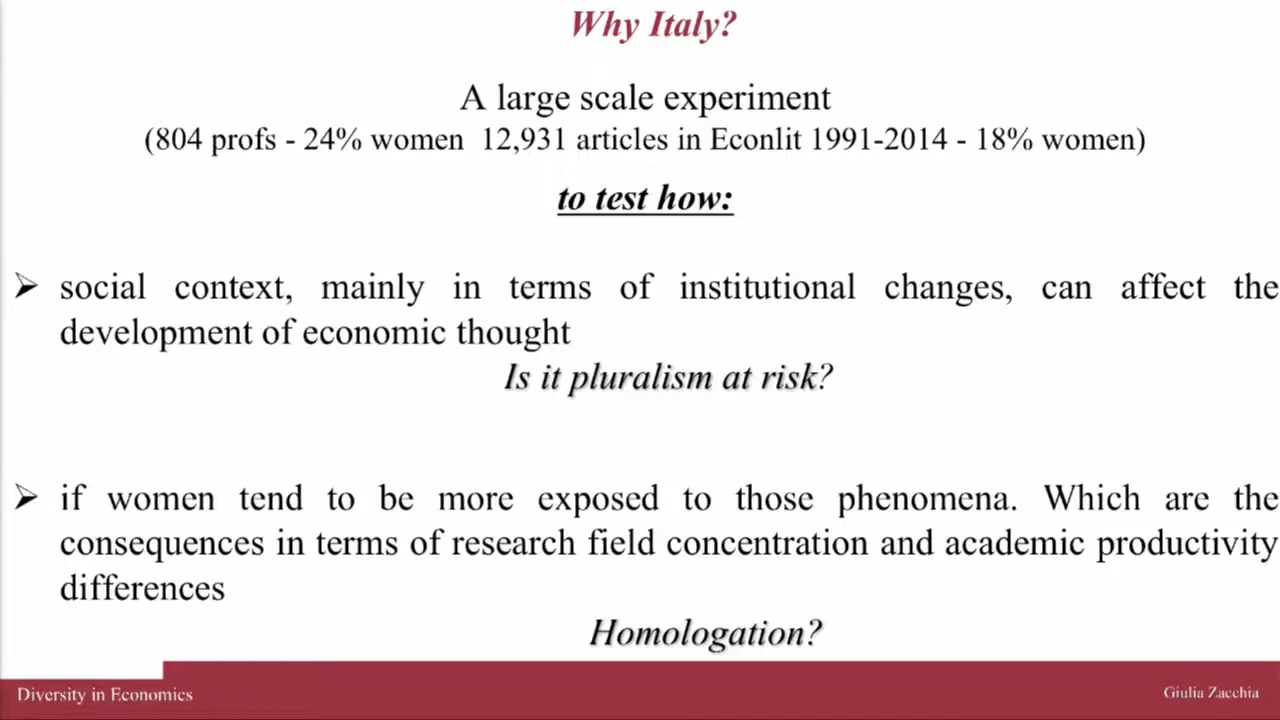 Why Italy?
A large scale experiment
(804 profs - 24% women 12,931 articles in Econlit 1991-2014 - 18% women)
to test how:
➢ social context, mainly in terms of institutional changes, can affect the
development of economic thought
Is it pluralism at risk?
➢ if women tend to be more exposed to those phenomena. Which are the
consequences in terms of research field concentration and academic productivity
differences
Homologation?
Diversity in Economics
Giulia Zacchia